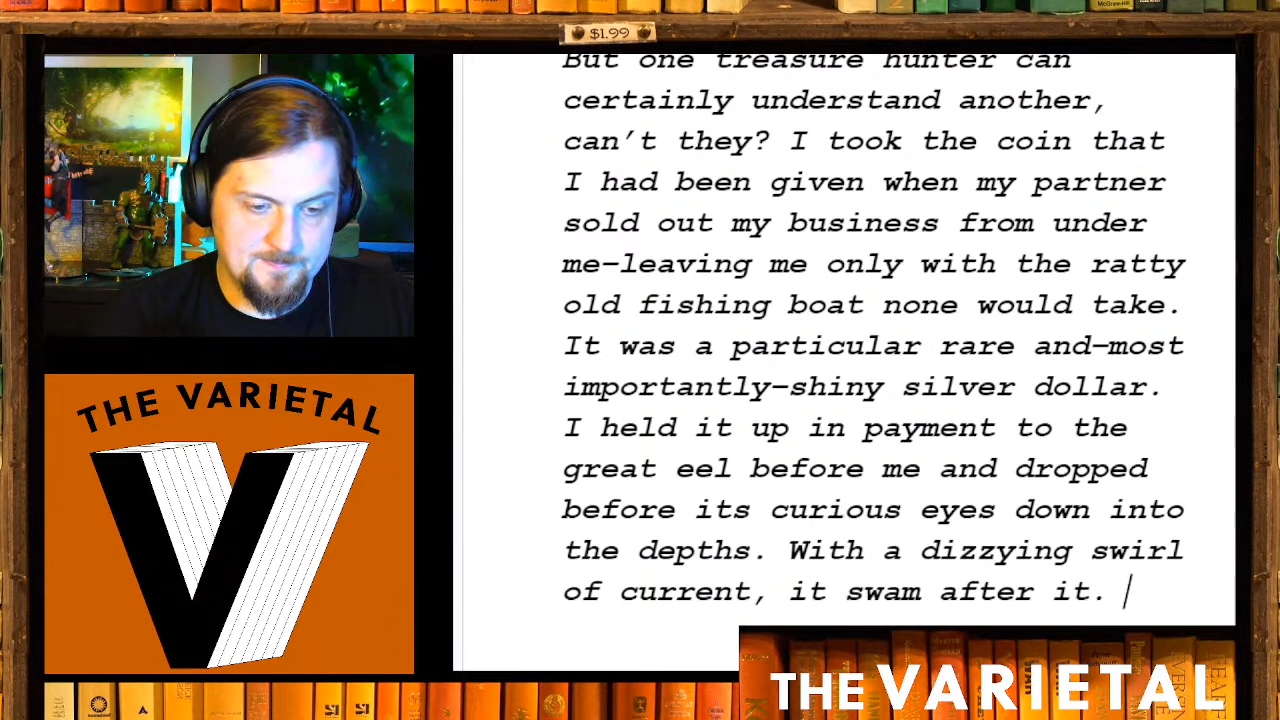 $1.99
McGraw-Hill
But one treasure hunter can
certainly understand another,
can't they? I took the coin that
I had been given when my partner
sold out my business from under
me–leaving me only with the ratty
old fishing boat none would take.
It was a particular rare and–most
importantly–shiny silver dollar.
I held it up in payment to the
great eel before me and dropped
before its curious eyes down into
the depths. With a dizzying swirl
of current, it swam after it.
THE VARIETAL
THE VARIETAL